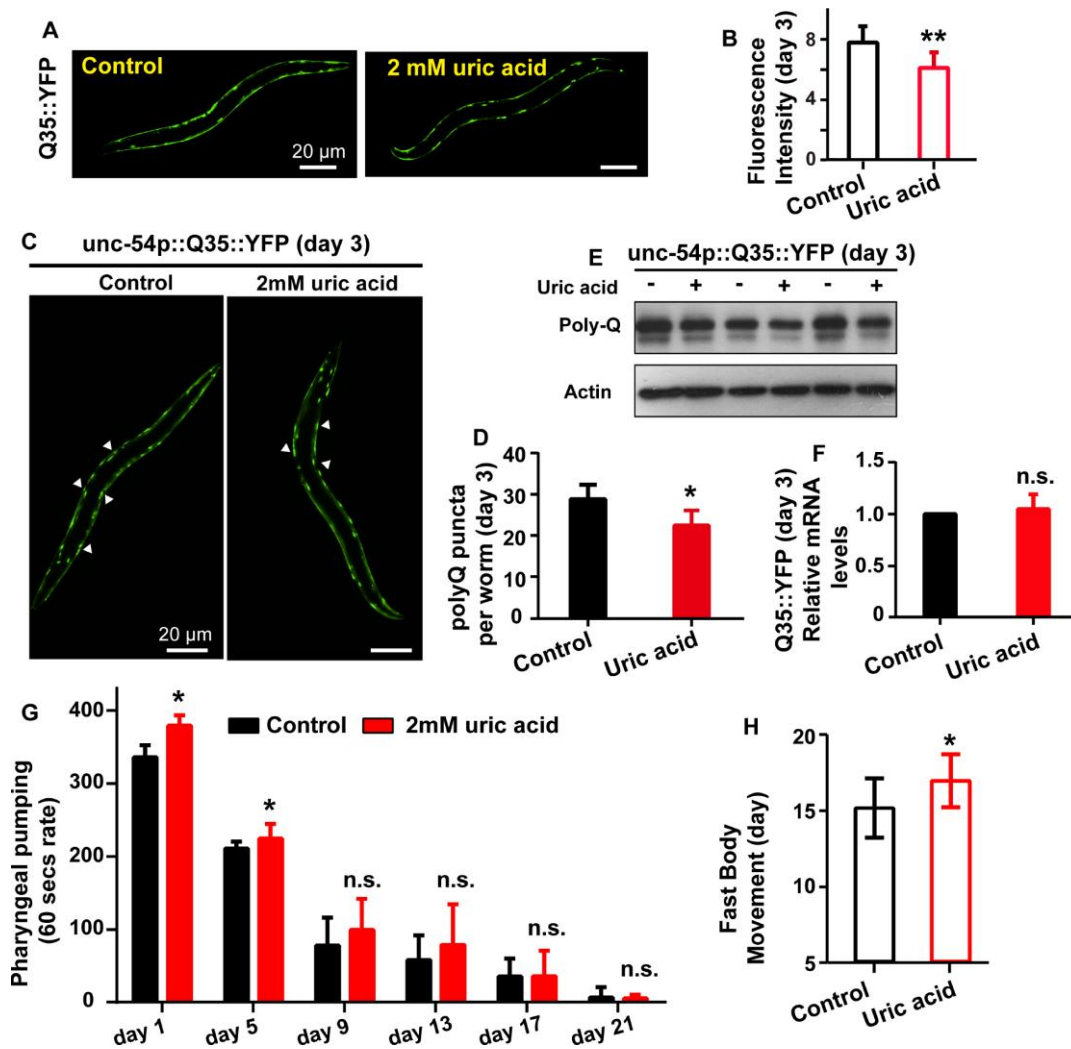 A
Q35::YFP
Control
20 µm
2 mM uric acid
B
Fluorescence
Intensity (day 3)
8
4
0
**
Control
Uric acid
C
unc-54p::Q35::YFP (day 3)
Control
2mM uric acid
20 µm
E
unc-54p::Q35::YFP (day 3)
Uric acid - + - + - +
Poly-Q
Actin
D
polyQ puncta
per worm (day 3)
40
30
20
10
0
*
Control
Uric acid
F
Q35::YFP (day 3)
Relative mRNA
levels
1.5
1.0
0.5
0.0
n.s.
Control
Uric acid
G
Pharyngeal pumping
(60 secs rate)
400
300
200
100
0
Control
2mM uric acid
*
*
n.s.
n.s.
n.s.
n.s.
day 1
day 5
day 9
day 13
day 17
day 21
H
Fast Body
Movement (day)
20
15
10
5
*
Control
Uric acid